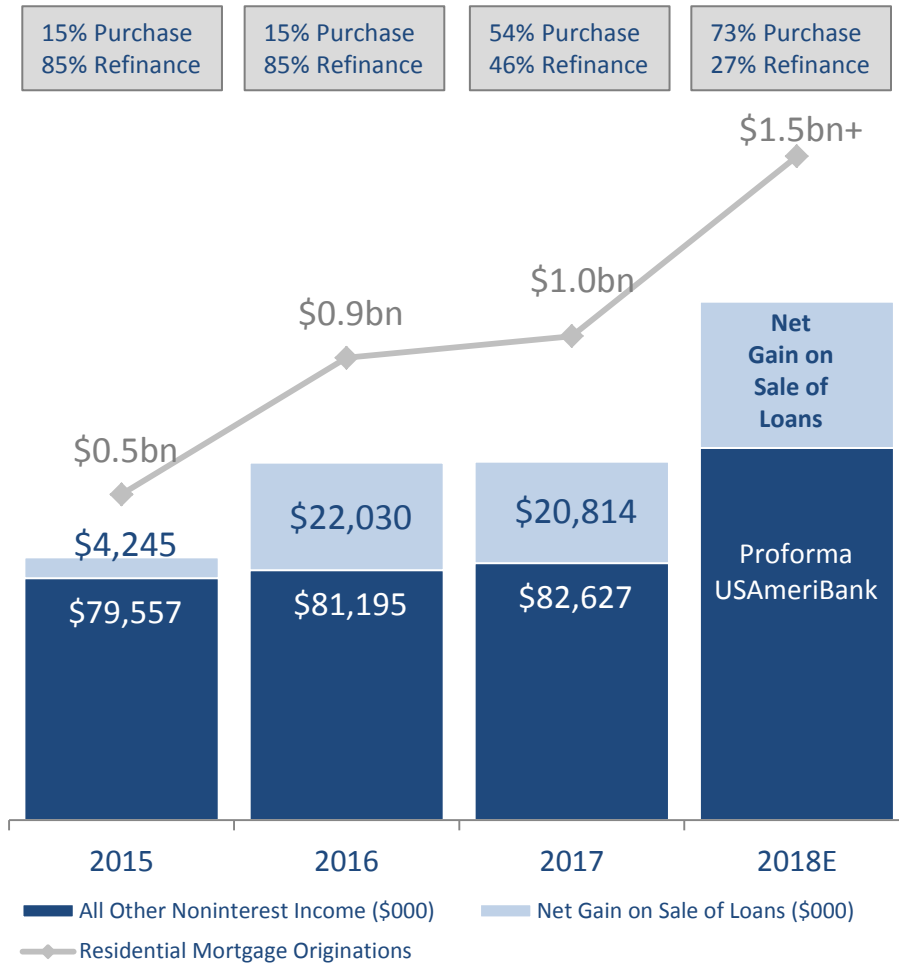 15% Purchase
85% Refinance
15% Purchase
85% Refinance
54% Purchase
46% Refinance
73% Purchase
27% Refinance
$1.5bn+
$1.0bn
$0.9bn
$0.5bn
Net
Gain on
Sale of
Loans
$4,245
$22,030
$20,814
$79,557
$81,195
$82,627
Proforma
USAmeriBank
2015
2016
2017
2018E
All Other Noninterest Income ($000)
Net Gain on Sale of Loans ($000)
Residential Mortgage Originations